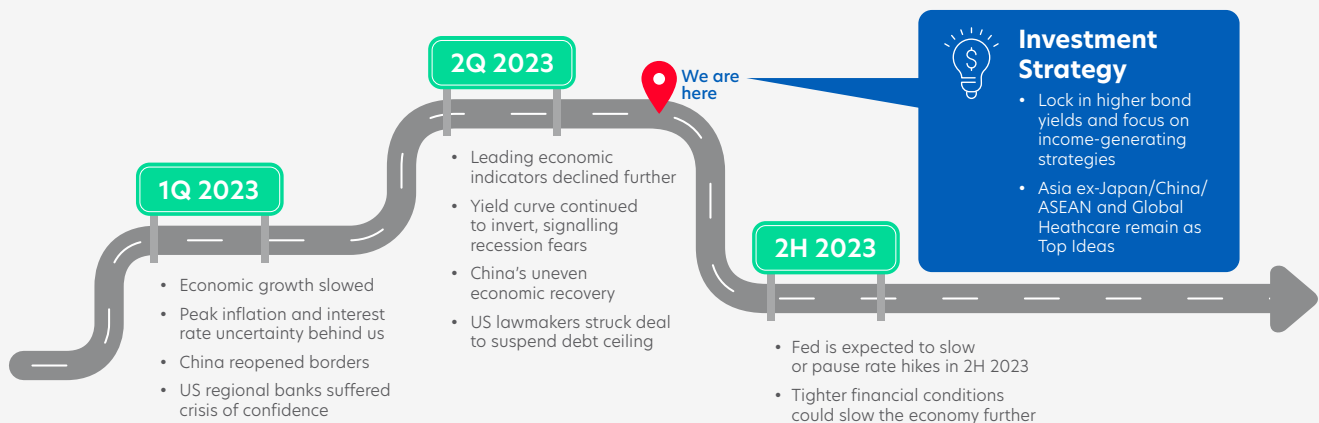 1Q 2023
• Economic growth slowed
• Peak inflation and interest
rate uncertainty behind us
• China reopened borders
• US regional banks suffered
crisis of confidence
2Q 2023
• Leading economic
indicators declined further
• Yield curve continued
to invert, signalling
recession fears
• China’s uneven
economic recovery
• US lawmakers struck deal
to suspend debt ceiling
We are
here
$
Investment
Strategy
• Lock in higher bond
yields and focus on
income-generating
strategies
• Asia ex-Japan/China/
ASEAN and Global
Heathcare remain as
Top Ideas
2H 2023
• Fed is expected to slow
or pause rate hikes in 2H 2023
• Tighter financial conditions
could slow the economy further